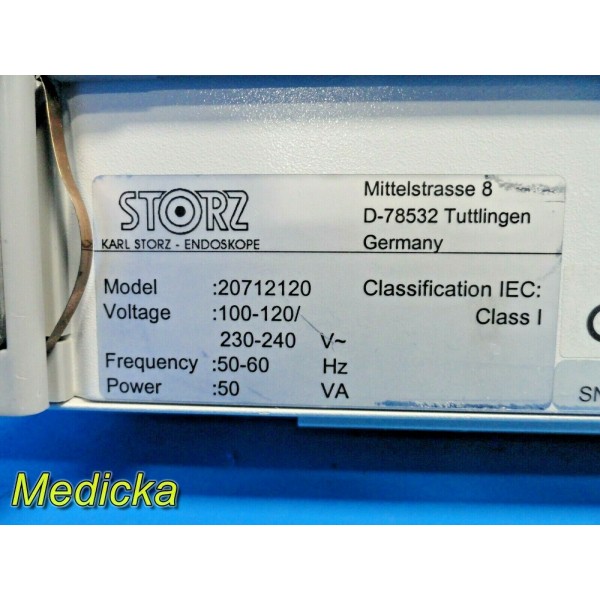 STORZ
KARL STORZ - ENDOSKOPE
Mittelstrasse 8
D-78532 Tuttlingen
Germany
Model :20712120
Voltage :100-120/
230-240 V~
Frequency :50-60 Hz
Power :50 VA
Classification IEC:
Class I
SN
Medicka